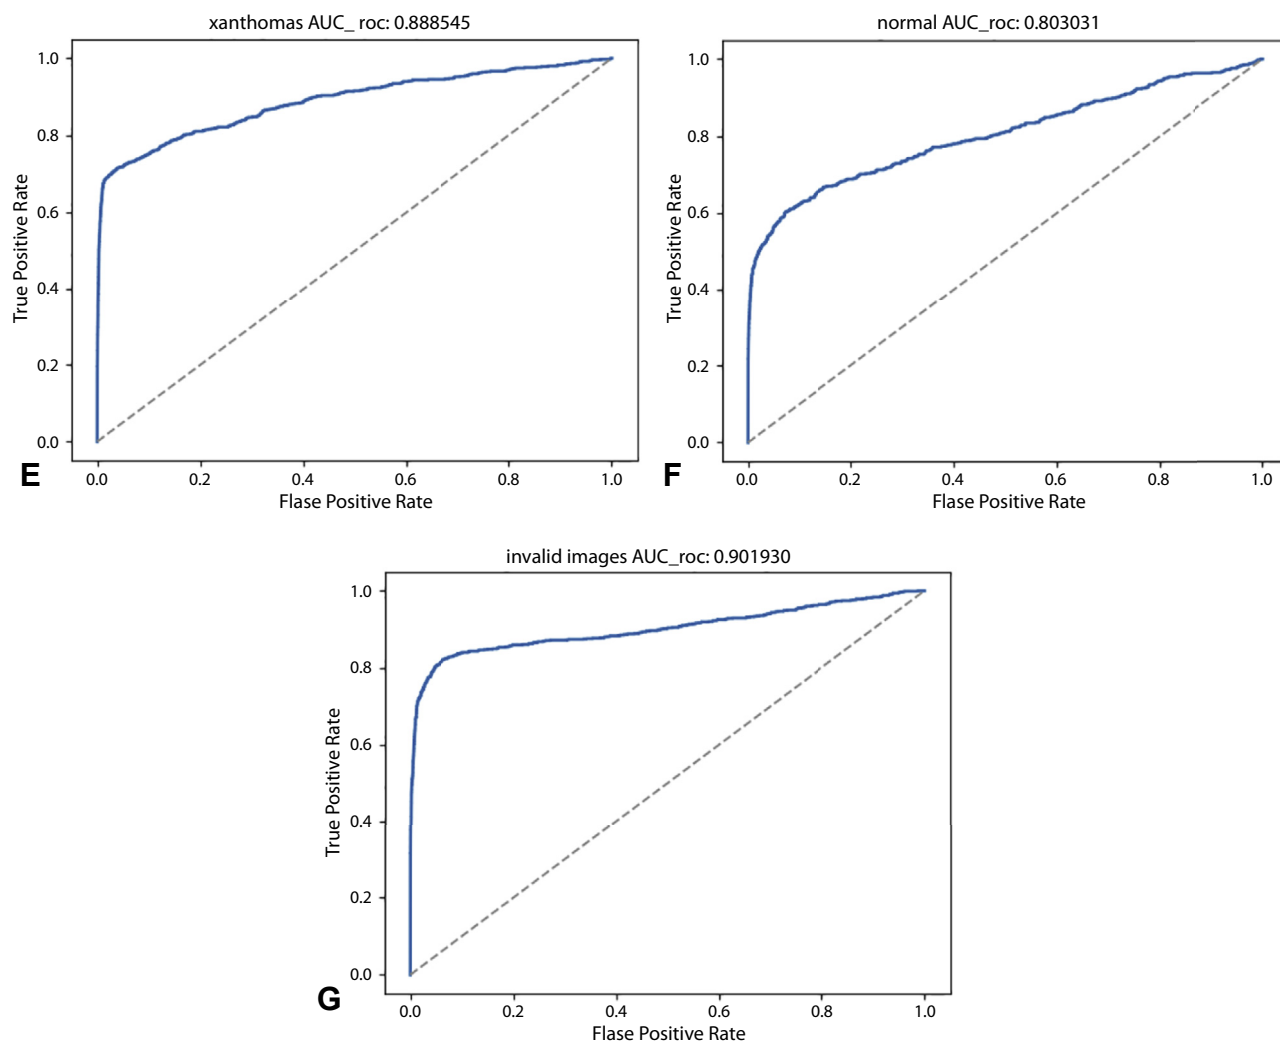 xanthomas AUC_ roc: 0.888545
1.0
0.8
0.6
0.4
0.2
0.0
True Positive Rate
E
0.0 0.2 0.4 0.6 0.8 1.0
Flase Positive Rate
normal AUC_roc: 0.803031
1.0
0.8
0.6
0.4
0.2
0.0
True Positive Rate
F
0.0 0.2 0.4 0.6 0.8 1.0
Flase Positive Rate
invalid images AUC_roc: 0.901930
1.0
0.8
0.6
0.4
0.2
0.0
True Positive Rate
G
0.0 0.2 0.4 0.6 0.8 1.0
Flase Positive Rate